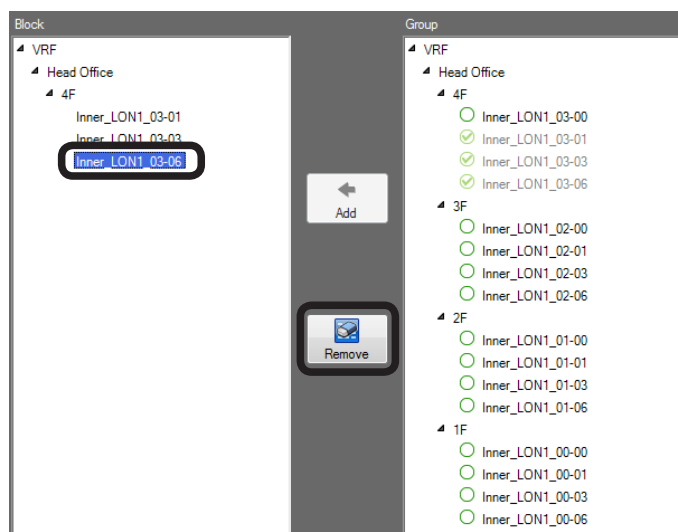 Block
VRF
Head Office
4F
Inner_LON1_03-01
Inner_LON1_03-03
Inner_LON1_03-06
Add
Remove
Group
VRF
Head Office
4F
Inner_LON1_03-00
Inner_LON1_03-01
Inner_LON1_03-03
Inner_LON1_03-06
3F
Inner_LON1_02-00
Inner_LON1_02-01
Inner_LON1_02-03
Inner_LON1_02-06
2F
Inner_LON1_01-00
Inner_LON1_01-01
Inner_LON1_01-03
Inner_LON1_01-06
1F
Inner_LON1_00-00
Inner_LON1_00-01
Inner_LON1_00-03
Inner_LON1_00-06